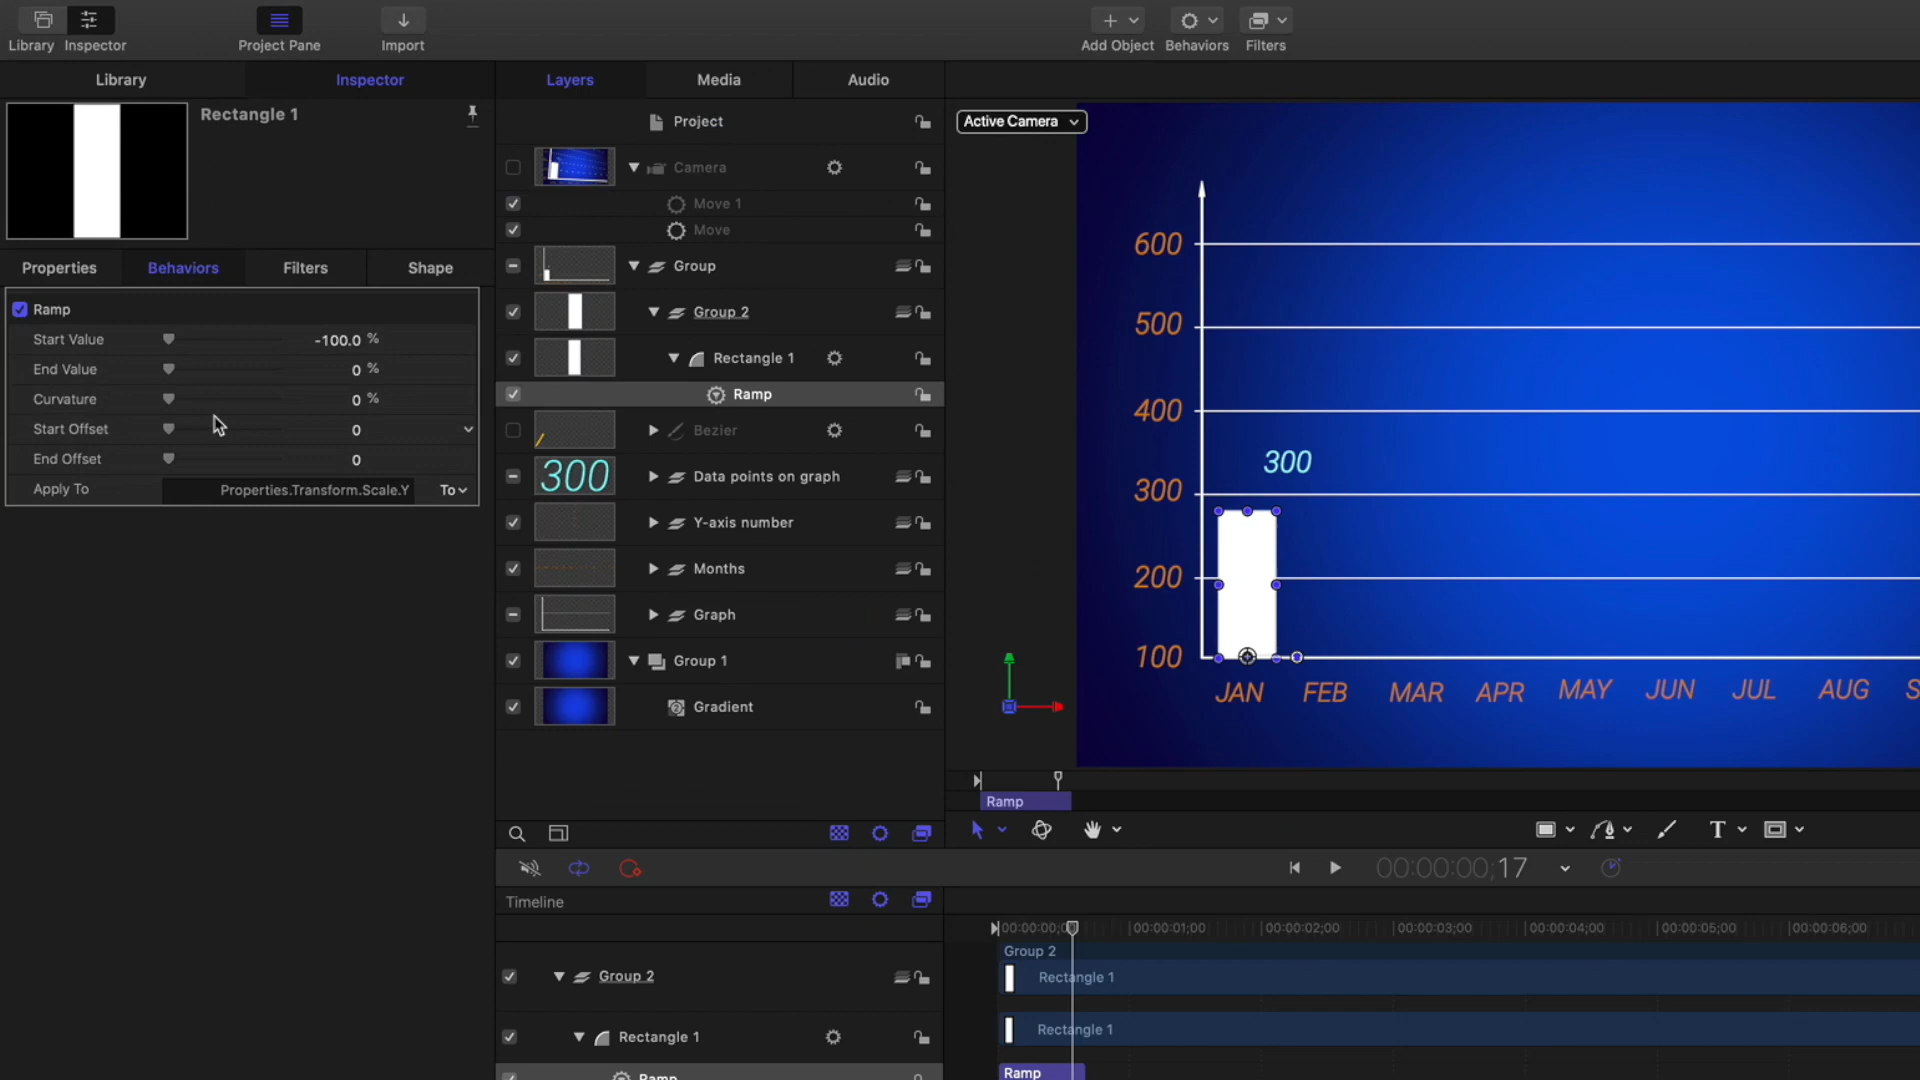 Library
Inspector
Project Pane
Import
Add Object
Behaviors
Filters
Library
Inspector
Rectangle 1
Properties
Behaviors
Filters
Shape
Ramp
Start Value
-100.0 %
End Value
0 %
Curvature
0 %
Start Offset
0
End Offset
0
Apply To
Properties.Transform.Scale.Y
To
Layers
Media
Audio
Project
Camera
Move 1
Move
Group
Group 2
Rectangle 1
Ramp
Bezier
300
Data points on graph
Y-axis number
Months
Graph
Group 1
Gradient
Active Camera
600
500
400
300
300
200
100
JAN
FEB
MAR
APR
MAY
JUN
JUL
AUG
S
Ramp
T
00:00:00;17
Timeline
Group 2
Rectangle 1
Ramp
00:00:00;0
00:00:01;00
00:00:02;00
00:00:03;00
00:00:04;00
00:00:05;00
00:00:06;00
Group 2
Rectangle 1
Rectangle 1
Ramp